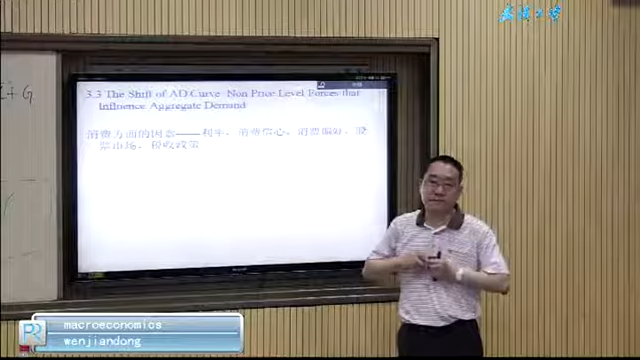 + G
3.3 The Shift of AD Curve Non Price Level Forces that
Influence Aggregate Demand
消费方面的因素——利率，消费信心，消费偏好，股
票市场，税收政策
macroeconomics
wenjiandong